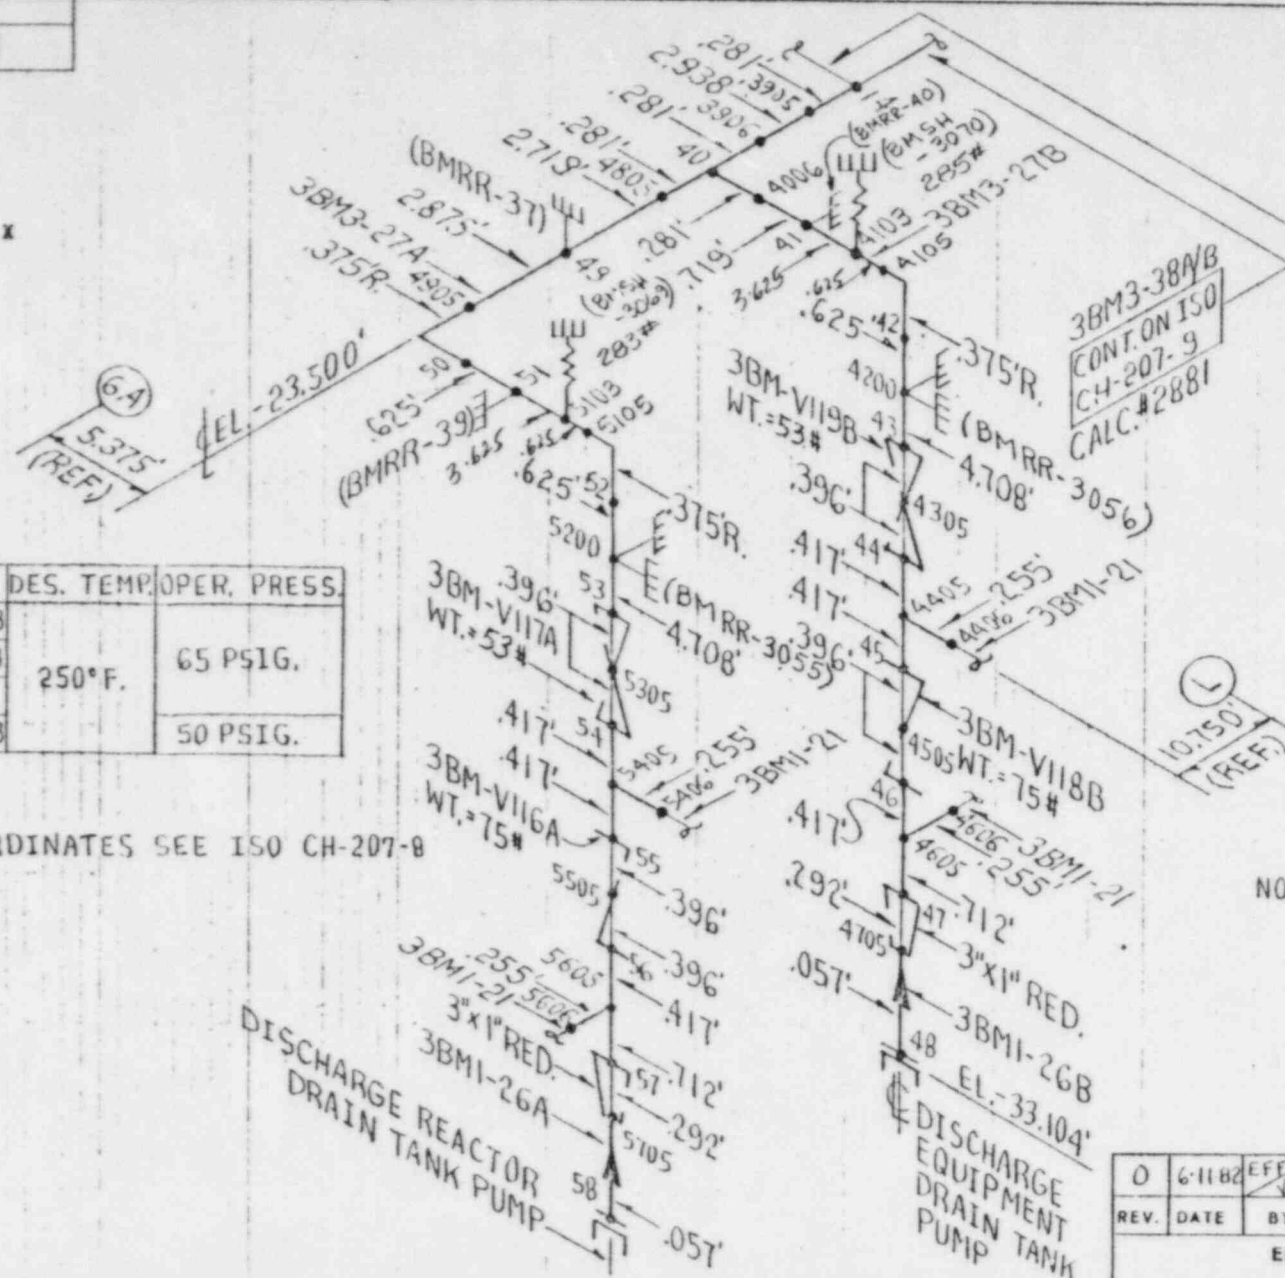 .281'
3905
2.938'
.281'
3906
40
.281'
4805
2.719'
(BMRR-37)
3BM3-27A
2.875'
.375'R.
4905
49
(BMRR-40)
(BMSH
-3070)
285#
3BM3-27B
4006
41
4103
4105
.281'
.719'
3.625
.625
.625'
42
.375'R.
4200
(BMRR-3056)
43
4.708'
3BM-V119B
WT.=53#
.396'
4305
44
.417'
.417'
4405
.255'
4406
3BM1-21
.396'
45
3BM-V118B
WT.=75#
4505
46
.417'
4606
3BM1-21
4605
.255'
.292'
.712'
47
4705
3"x1" RED.
.057'
3BM1-26B
48
EL.-33.104'
DISCHARGE
EQUIPMENT
DRAIN TANK
PUMP
3BM3-38A/B
CONT. ON ISO
CH-207-9
CALC.#2881
L
10.750'
(REF.)
6.A
5.375'
(REF.)
EL.-23.500'
50
.625'
51
(BMRR-39)
(BMSH
-3069)
283#
5103
5105
3.625
.625
.625'
52
.375'R.
5200
(BMRR-3055)
53
4.708'
3BM-V117A
WT.=53#
.396'
5305
54
.417'
.417'
5405
.255'
5406
3BM1-21
3BM-V116A
WT.=75#
55
.396'
5505
.396'
56
.417'
5605
.255'
5606
3BM1-21
3"x1" RED.
3BM1-26A
57
.712'
.292'
5705
58
.057'
DISCHARGE REACTOR
DRAIN TANK PUMP
DES. TEMP. OPER. PRESS.
250°F. 65 PSIG.
50 PSIG.
RDINATES SEE ISO CH-207-8
NO
0 6-11-82 EFF
REV. DATE BY
E